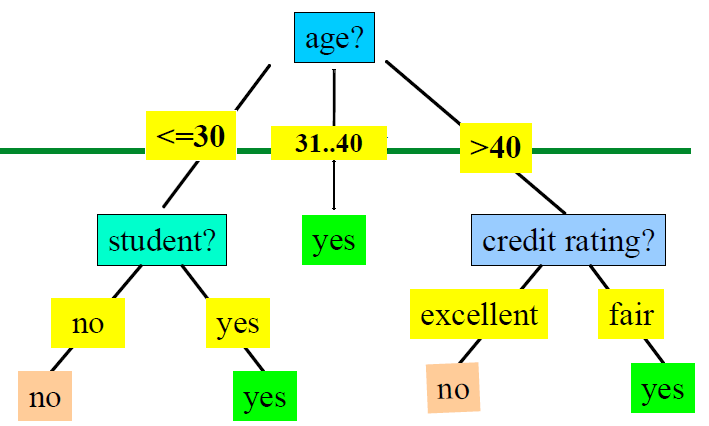 age?
<=30
31..40
>40
student?
yes
credit rating?
no
yes
excellent
fair
no
yes
no
yes